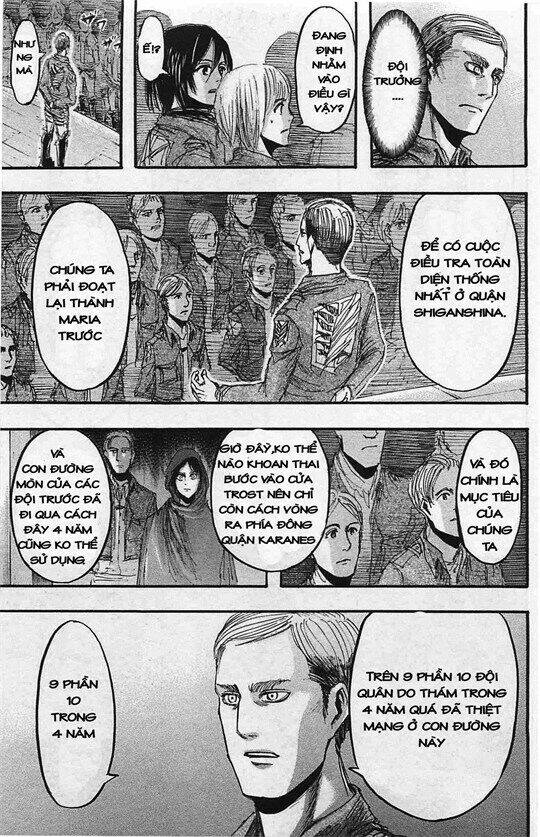 ĐỘI
TRƯỞNG
....
ĐANG
ĐỊNH
NHẮM
VÀO
ĐIỀU GÌ
VẬY?
Ế!?
NHƯ
NG
MÀ
ĐỂ CÓ CUỘC
ĐIỀU TRA TOÀN
DIỆN THỐNG
NHẤT Ở QUẬN
SHIGANSHINA.
CHÚNG TA
PHẢI ĐOẠT
LẠI THÀNH
MARIA
TRƯỚC
VÀ ĐÓ
CHÍNH LÀ
MỤC TIÊU
CỦA
CHÚNG
TA
GIỜ ĐÂY,KO THỂ
NÀO KHOAN THAI
BƯỚC VÀO CỬA
TROST NÊN CHỈ
CÒN CÁCH VÒNG
RA PHÍA ĐÔNG
QUẬN KARANES
VÀ
CON ĐƯỜNG
MÒN CỦA CÁC
ĐỘI TRƯỚC ĐÃ
ĐI QUA CÁCH
ĐÂY 4 NĂM
CŨNG KO THỂ
SỬ DỤNG
TRÊN 9 PHẦN 10 ĐỘI
QUÂN DO THÁM TRONG
4 NĂM QUÁ ĐÃ THIỆT
MẠNG Ở CON ĐƯỜNG
NÀY
9 PHẦN
10
TRONG
4 NĂM